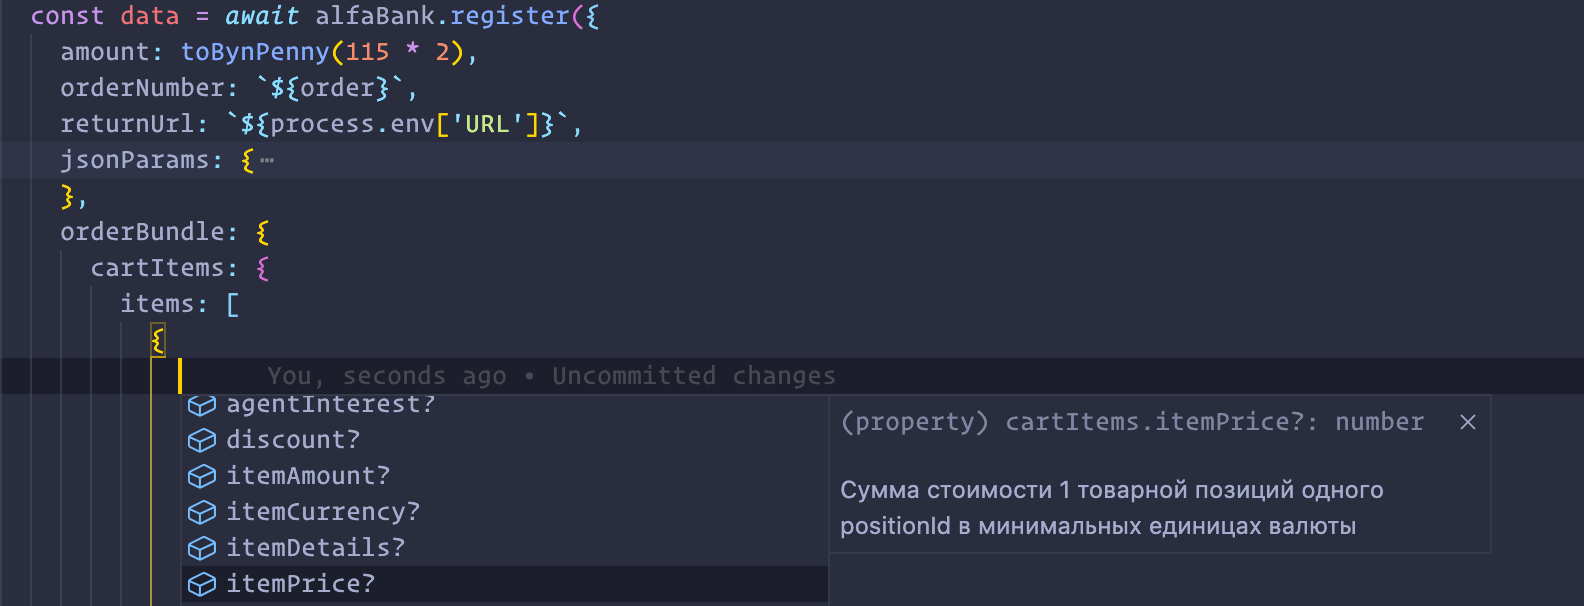 const data = await alfaBank.register({
amount: toBynPenny(115 * 2),
orderNumber: `${order}`,
returnUrl: `${process.env['URL']}`,
jsonParams: {⋯
},
orderBundle: {
cartItems: {
items: [
{
You, seconds ago • Uncommitted changes
agentInterest?
discount?
itemAmount?
itemCurrency?
itemDetails?
itemPrice?
(property) cartItems.itemPrice?: number
Сумма стоимости 1 товарной позиций одного
positionId в минимальных единицах валюты